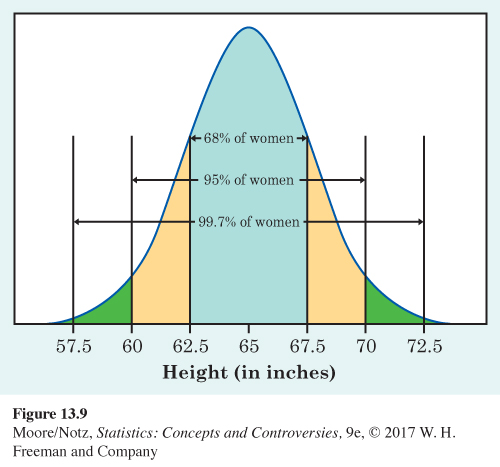 68% of women
95% of women
99.7% of women
57.5 60 62.5 65 67.5 70 72.5
Height (in inches)
Figure 13.9
Moore/Notz, Statistics: Concepts and Controversies, 9e, © 2017 W. H.
Freeman and Company